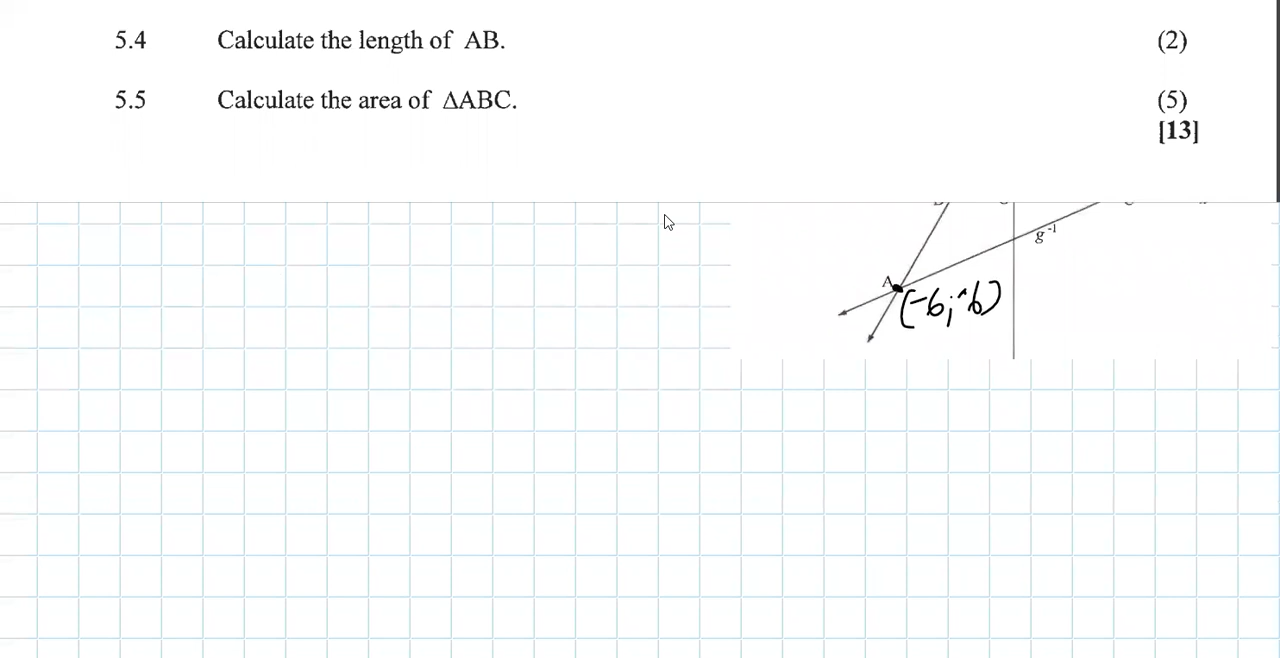 5.4 Calculate the length of AB. (2)
5.5 Calculate the area of ΔABC. (5)
[13]
g⁻¹
A
(-6;-6)